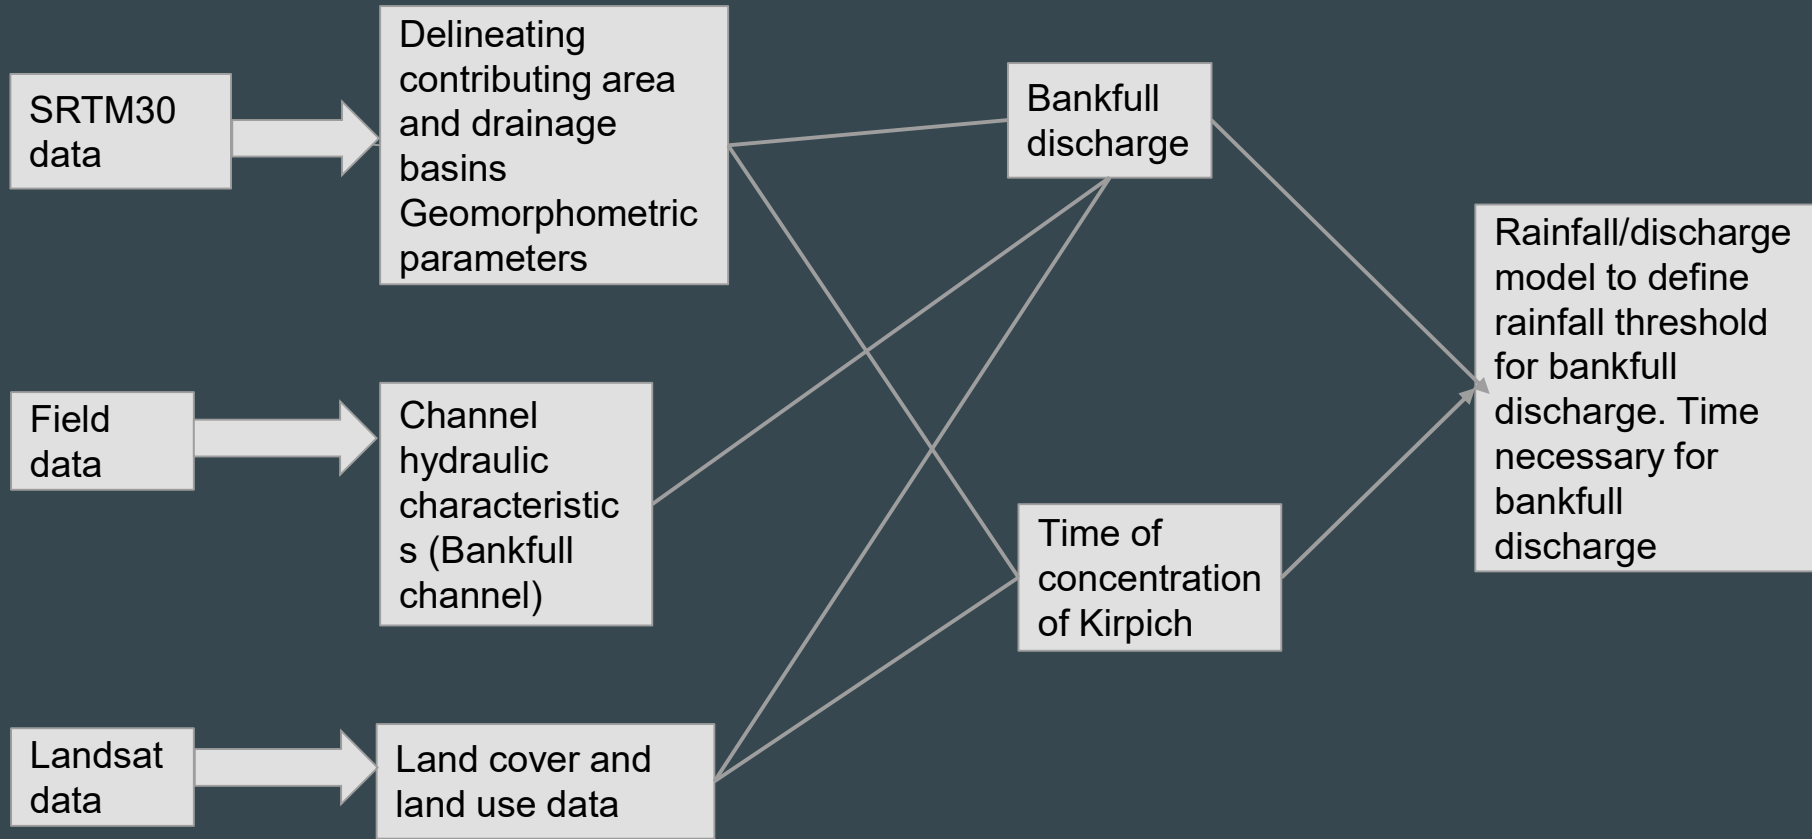 SRTM30
data
Delineating
contributing area
and drainage
basins
Geomorphometric
parameters
Bankfull
discharge
Rainfall/discharge
model to define
rainfall threshold
for bankfull
discharge. Time
necessary for
bankfull
discharge
Field
data
Channel
hydraulic
characteristic
s (Bankfull
channel)
Time of
concentration
of Kirpich
Landsat
data
Land cover and
land use data